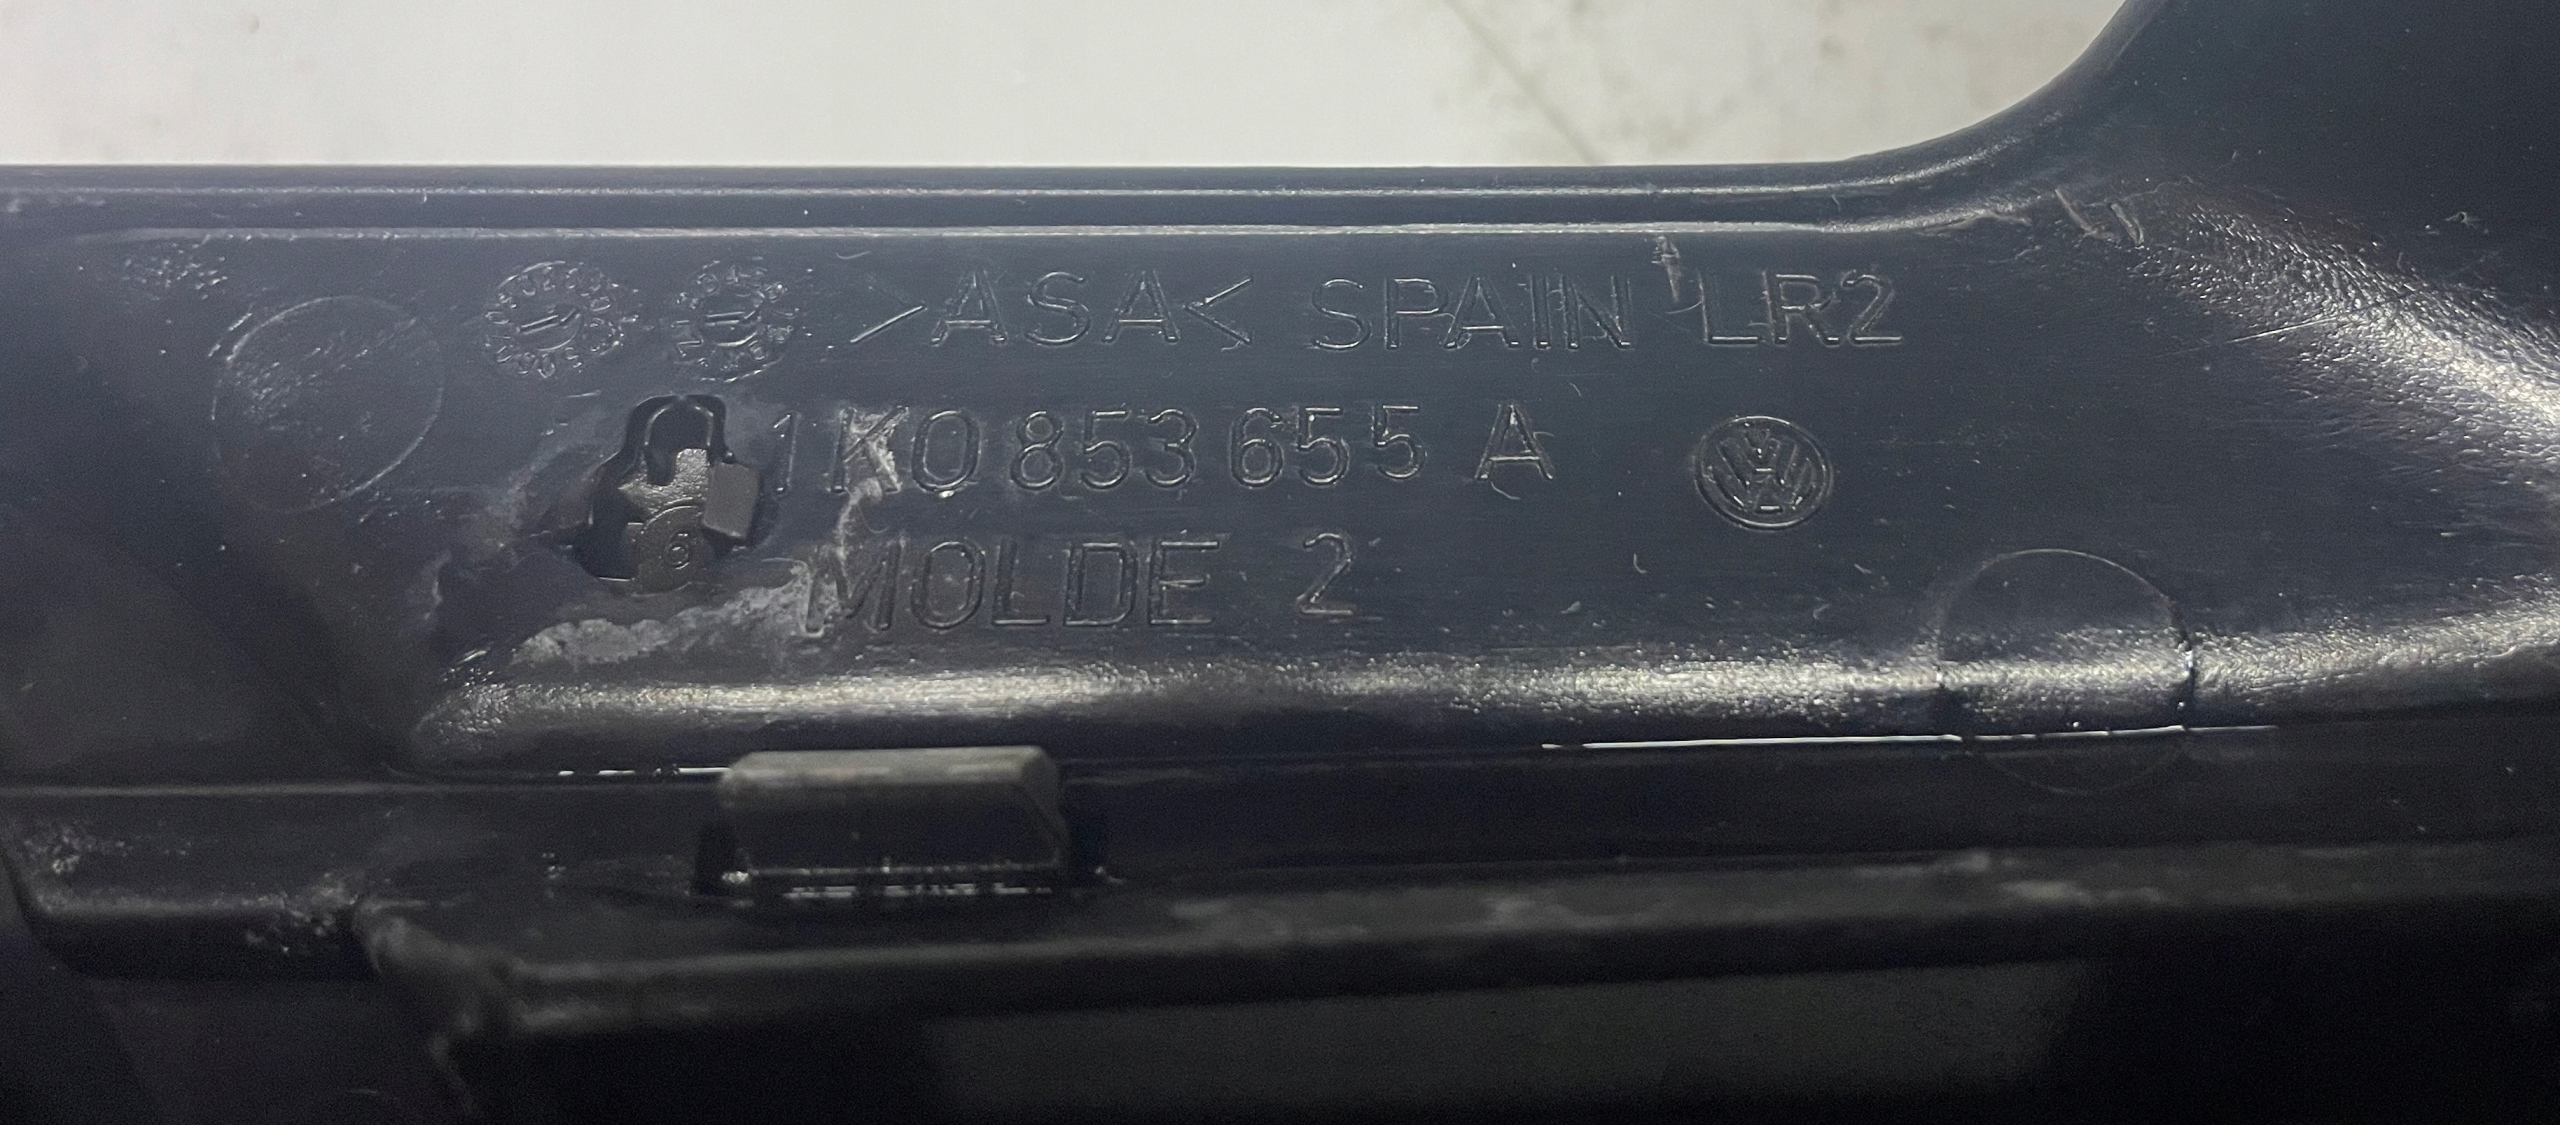 >ASA< SPAIN LR2
1K0 853 655 A
MOLDE 2